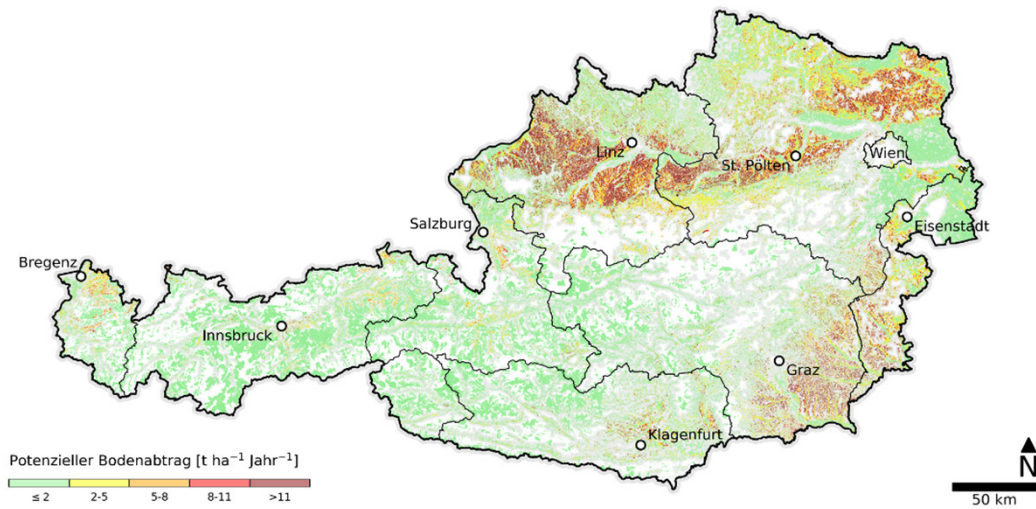 Linz
St. Pölten
Wien
Salzburg
Eisenstadt
Bregenz
Innsbruck
Graz
Klagenfurt
Potenzieller Bodenabtrag [t ha⁻¹ Jahr⁻¹]
≤ 2 2-5 5-8 8-11 >11
N
50 km